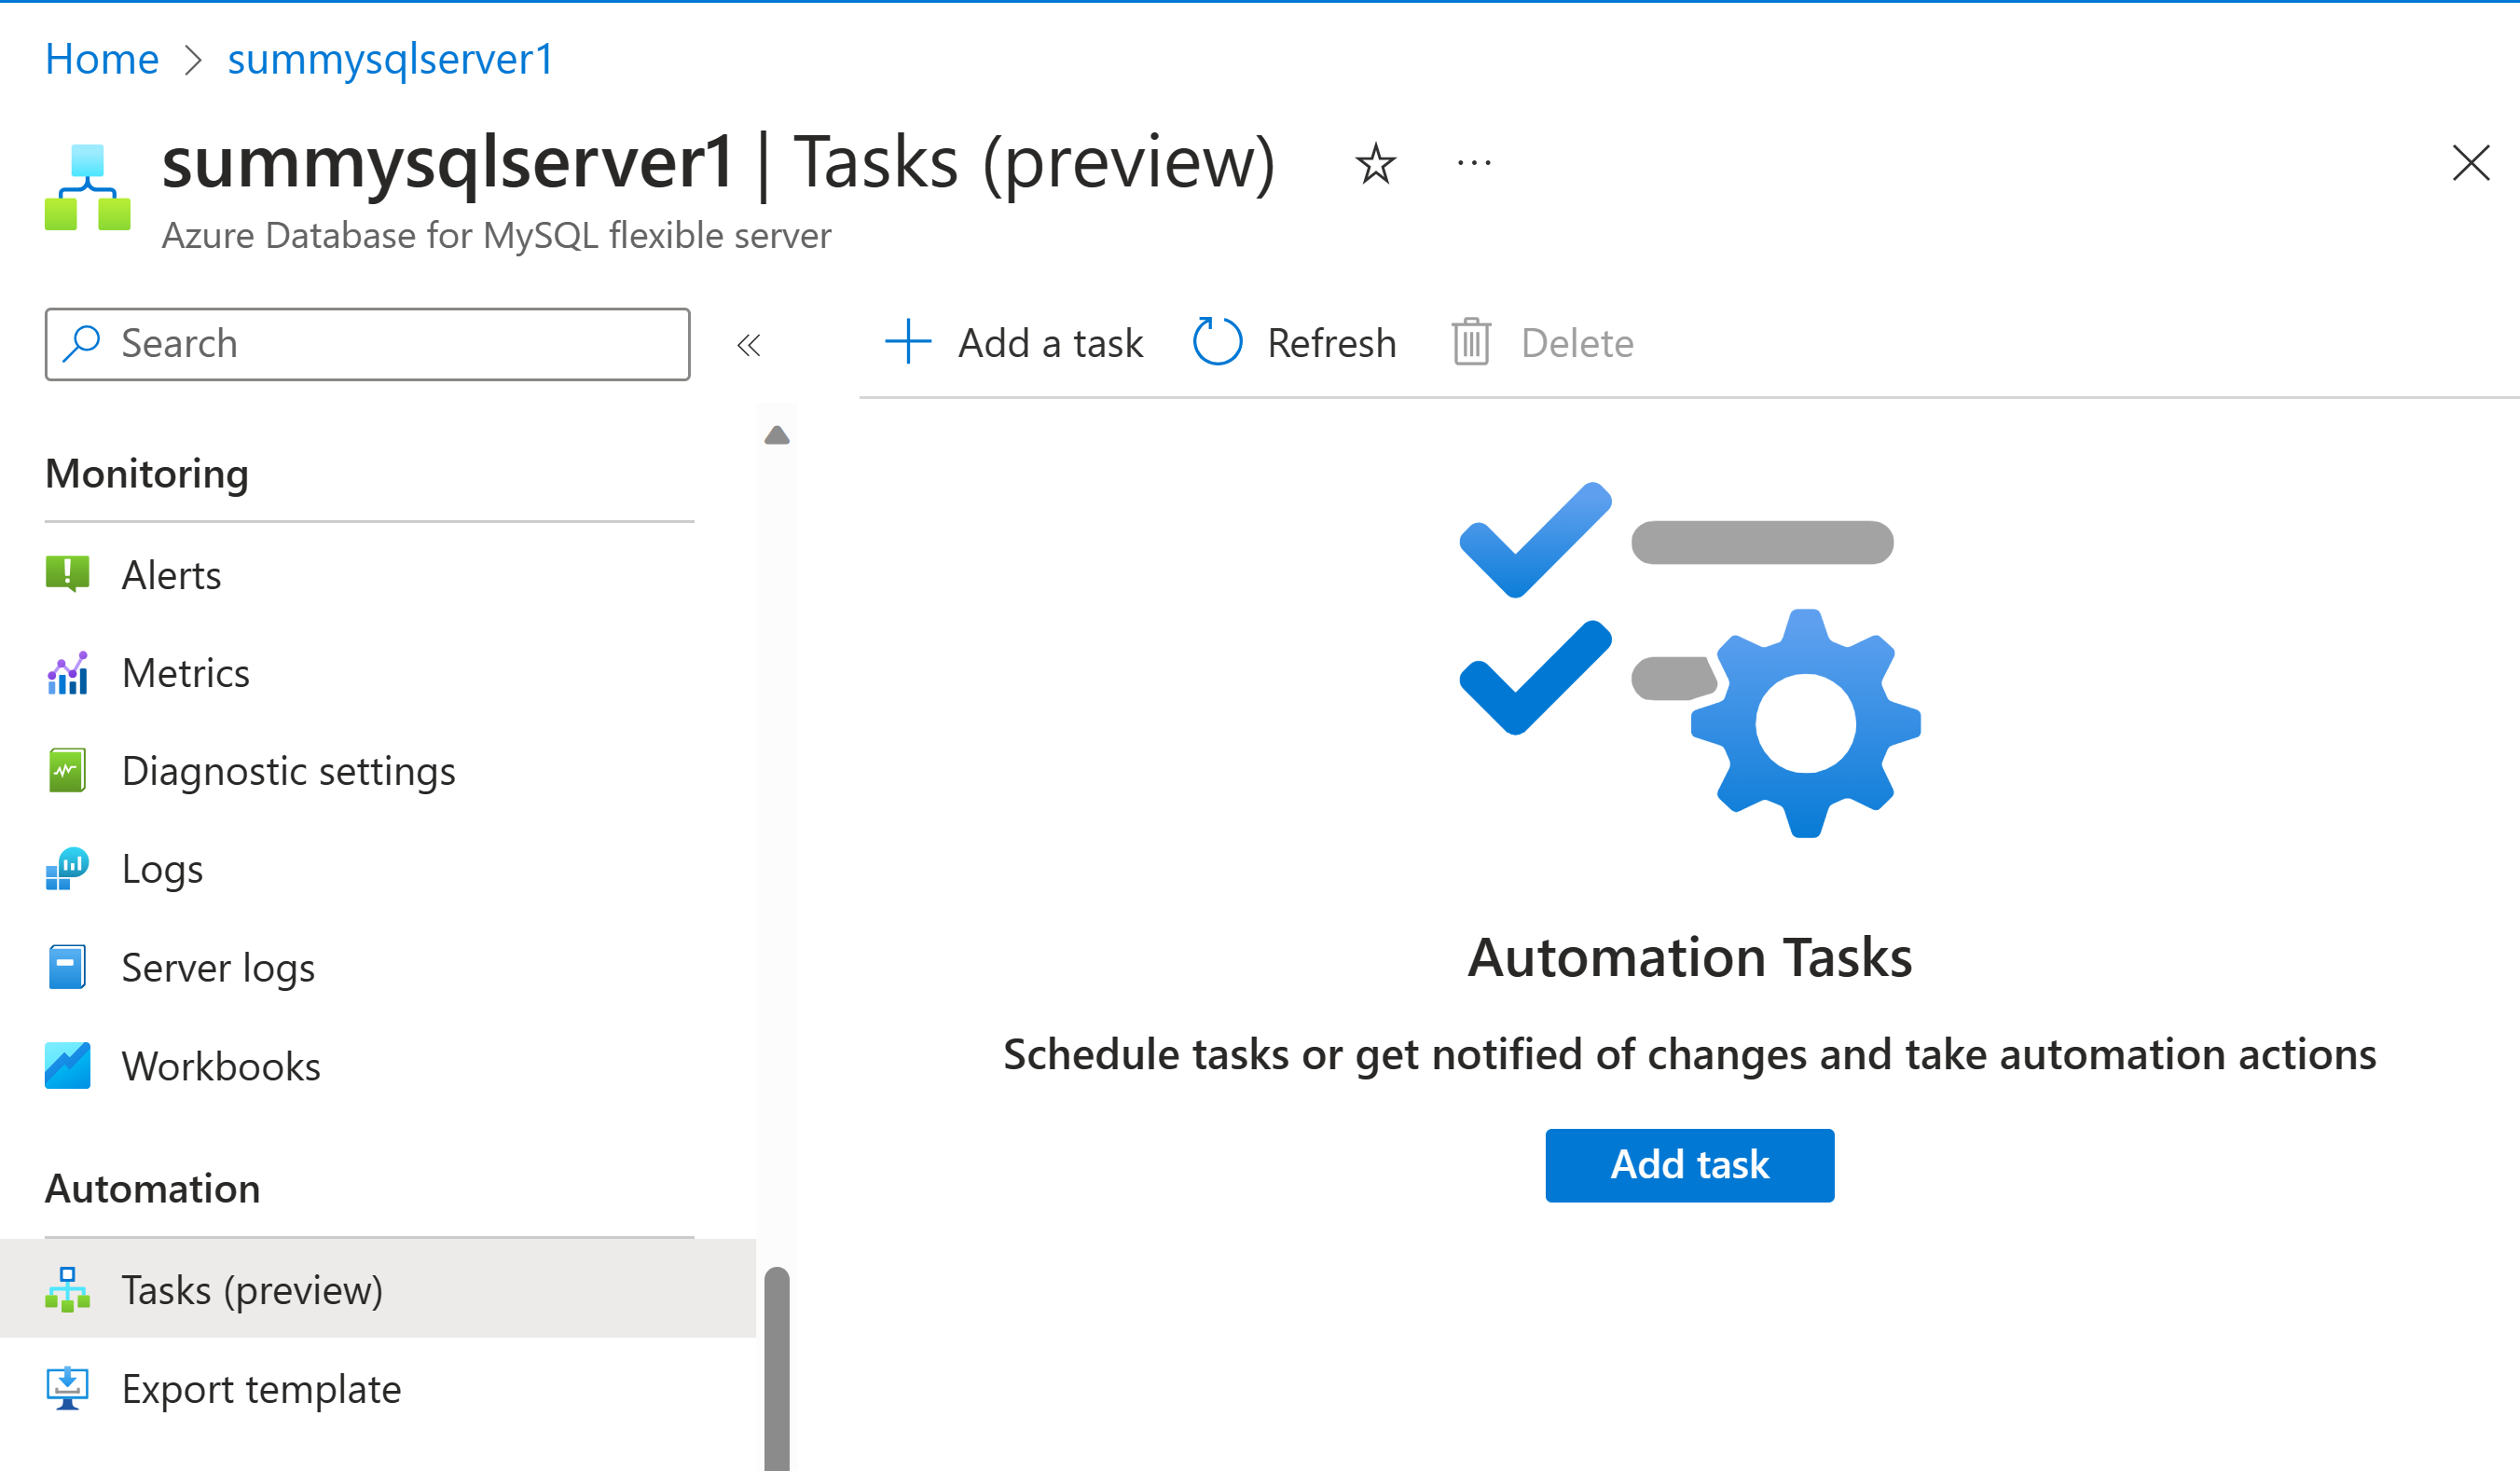 Home > summysqlserver1
summysqlserver1 | Tasks (preview)
Azure Database for MySQL flexible server
Search
Add a task Refresh Delete
Monitoring
Alerts
Metrics
Diagnostic settings
Logs
Server logs
Workbooks
Automation
Tasks (preview)
Export template
Automation Tasks
Schedule tasks or get notified of changes and take automation actions
Add task